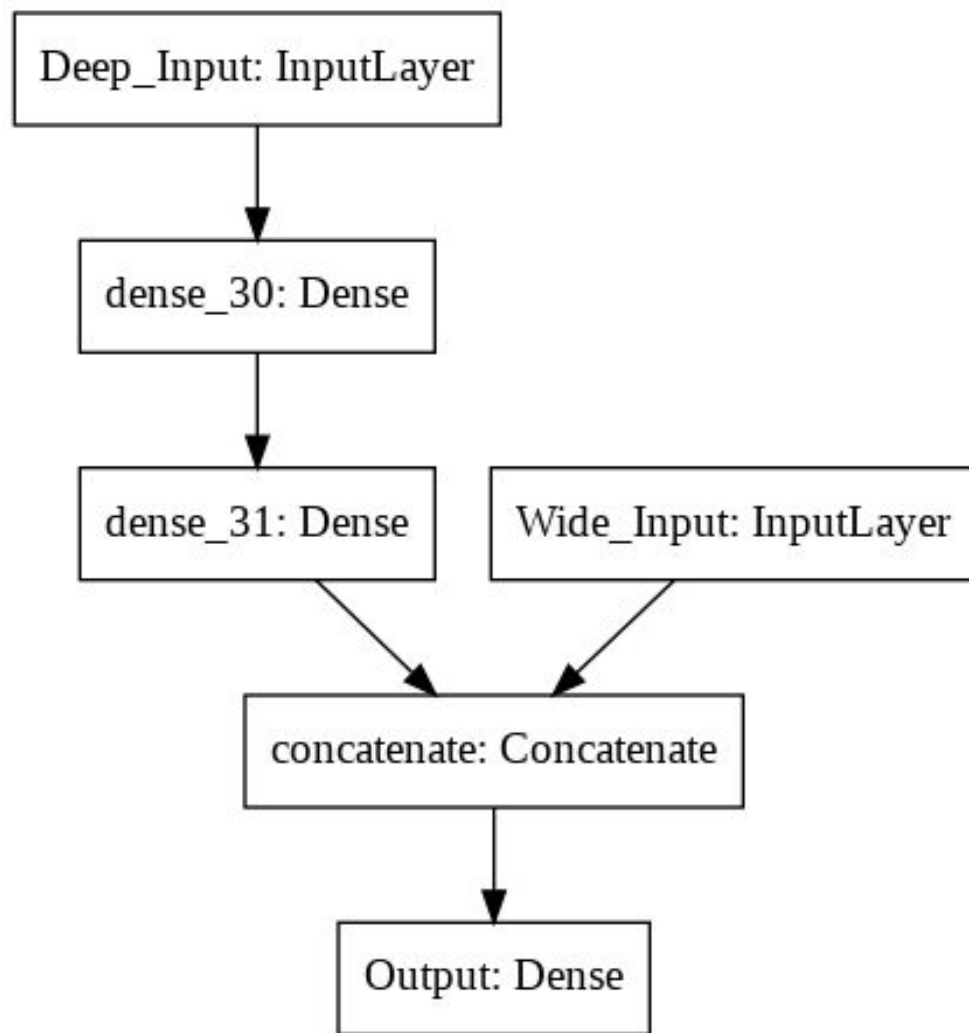 Deep_Input: InputLayer
dense_30: Dense
dense_31: Dense
Wide_Input: InputLayer
concatenate: Concatenate
Output: Dense